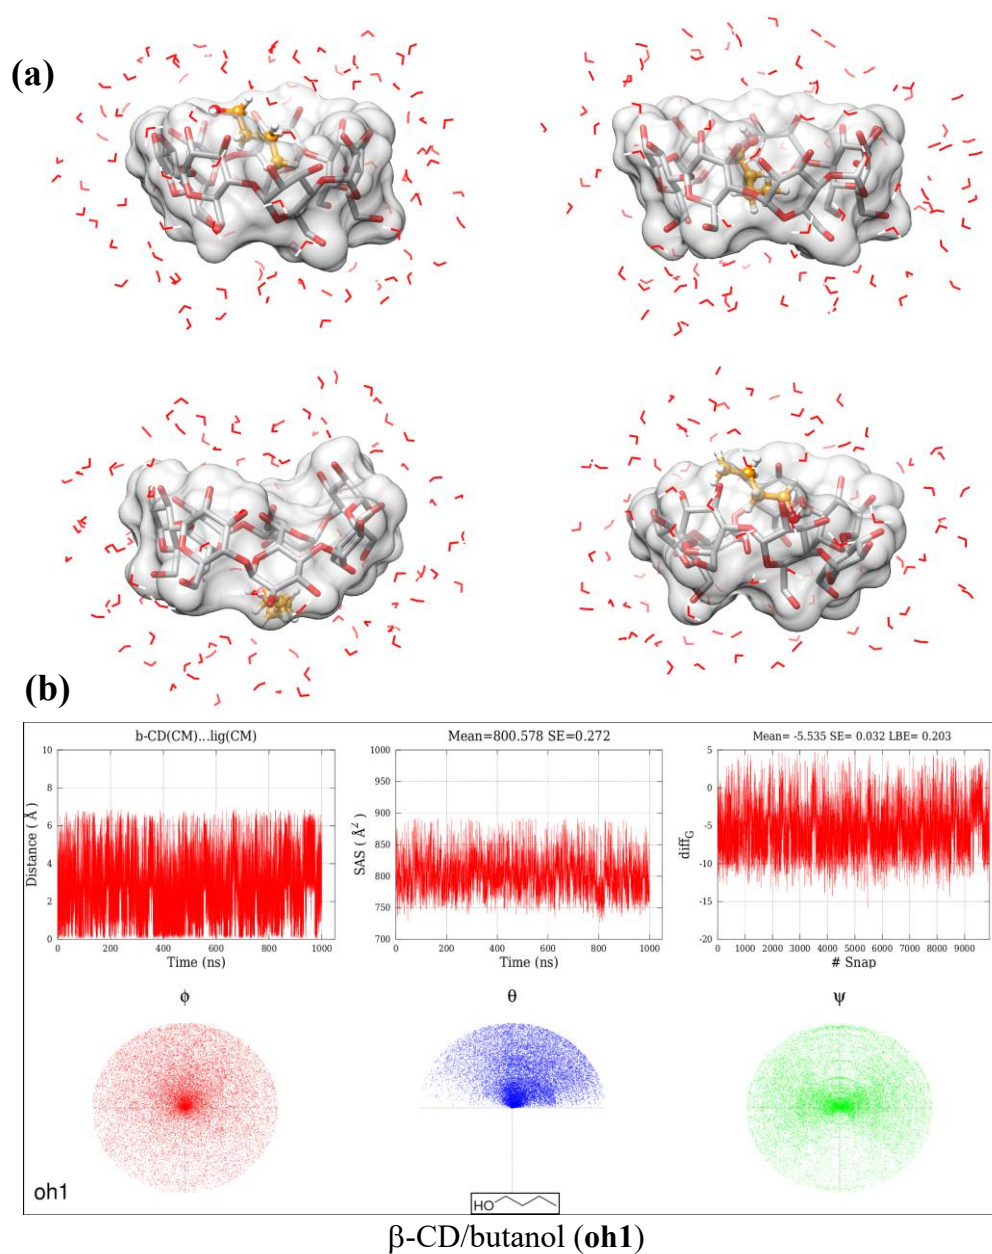 (a)
(b)
b-CD(CM)...lig(CM)
Mean=800.578 SE=0.272
Mean= -5.535 SE= 0.032 LBE= 0.203
Distance ( Å )
10
8
6
4
2
0
0 200 400 600 800 1000
Time (ns)
SAS ( Å² )
1000
950
900
850
800
750
700
0 200 400 600 800 1000
Time (ns)
diff_G
5
0
-5
-10
-15
-20
0 1000 2000 3000 4000 5000 6000 7000 8000 9000
# Snap
ϕ
θ
ψ
oh1
HO
β-CD/butanol (oh1)